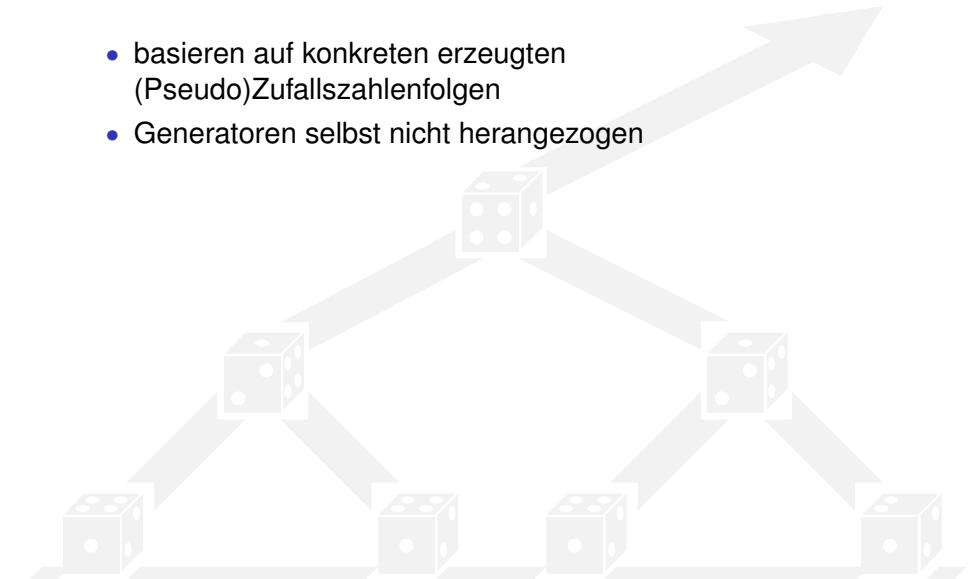 • basieren auf konkreten erzeugten
(Pseudo)Zufallszahlenfolgen
• Generatoren selbst nicht herangezogen